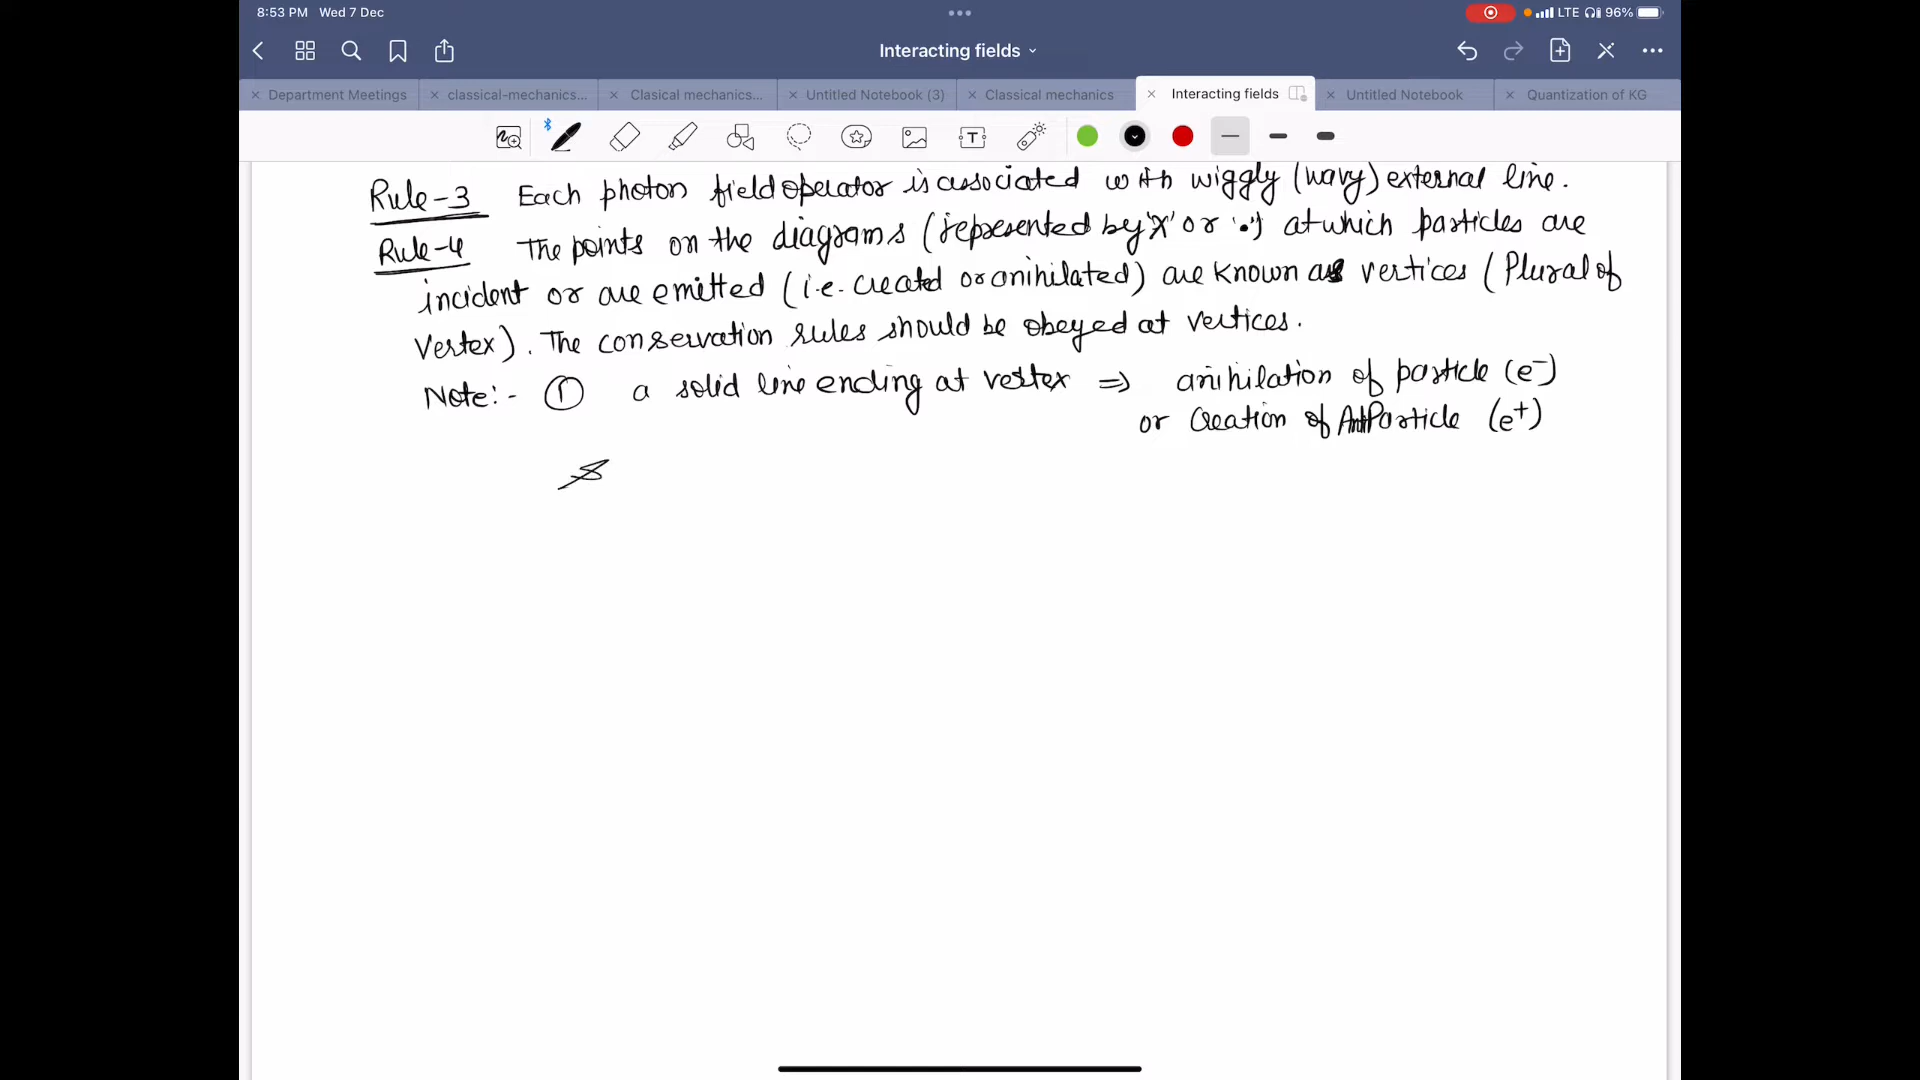 8:53 PM Wed 7 Dec
LTE 96%
Interacting fields
Department Meetings
classical-mechanics...
Clasical mechanics...
Untitled Notebook (3)
Classical mechanics
Interacting fields
Untitled Notebook
Quantization of KG
Rule-3 Each photon field operator is associated with wiggly (wavy) external line.
Rule-4 The points on the diagrams (represented by 'X' or '•') at which particles are
incident or are emitted (i.e. created or anihilated) are known as vertices (Plural of
Vertex). The conservation rules should be obeyed at vertices.
Note:- ① a solid line ending at vertex ⇒ anihilation of particle (e⁻)
or Creation of AntiParticle (e⁺)